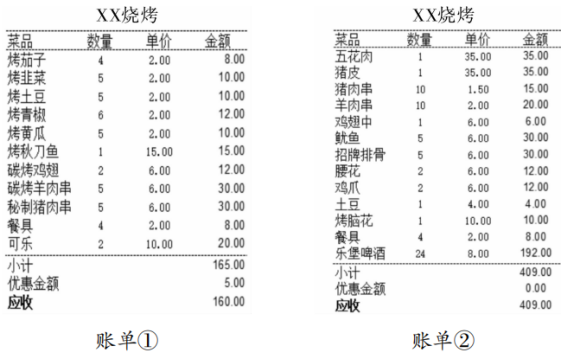 XX烧烤
菜品 数量 单价 金额
烤茄子 4 2.00 8.00
烤韭菜 5 2.00 10.00
烤土豆 5 2.00 10.00
烤青椒 6 2.00 12.00
烤黄瓜 5 2.00 10.00
烤秋刀鱼 1 15.00 15.00
碳烤鸡翅 2 6.00 12.00
碳烤羊肉串 5 6.00 30.00
秘制猪肉串 5 6.00 30.00
餐具 4 2.00 8.00
可乐 2 10.00 20.00
小计 165.00
优惠金额 5.00
应收 160.00
账单①
XX烧烤
菜品 数量 单价 金额
五花肉 1 35.00 35.00
猪皮 1 35.00 35.00
猪肉串 10 1.50 15.00
羊肉串 10 2.00 20.00
鸡翅中 1 6.00 6.00
鱿鱼 5 6.00 30.00
招牌排骨 5 6.00 30.00
腰花 2 6.00 12.00
鸡爪 2 6.00 12.00
土豆 1 4.00 4.00
烤脑花 1 10.00 10.00
餐具 4 2.00 8.00
乐堡啤酒 24 8.00 192.00
小计 409.00
优惠金额 0.00
应收 409.00
账单②